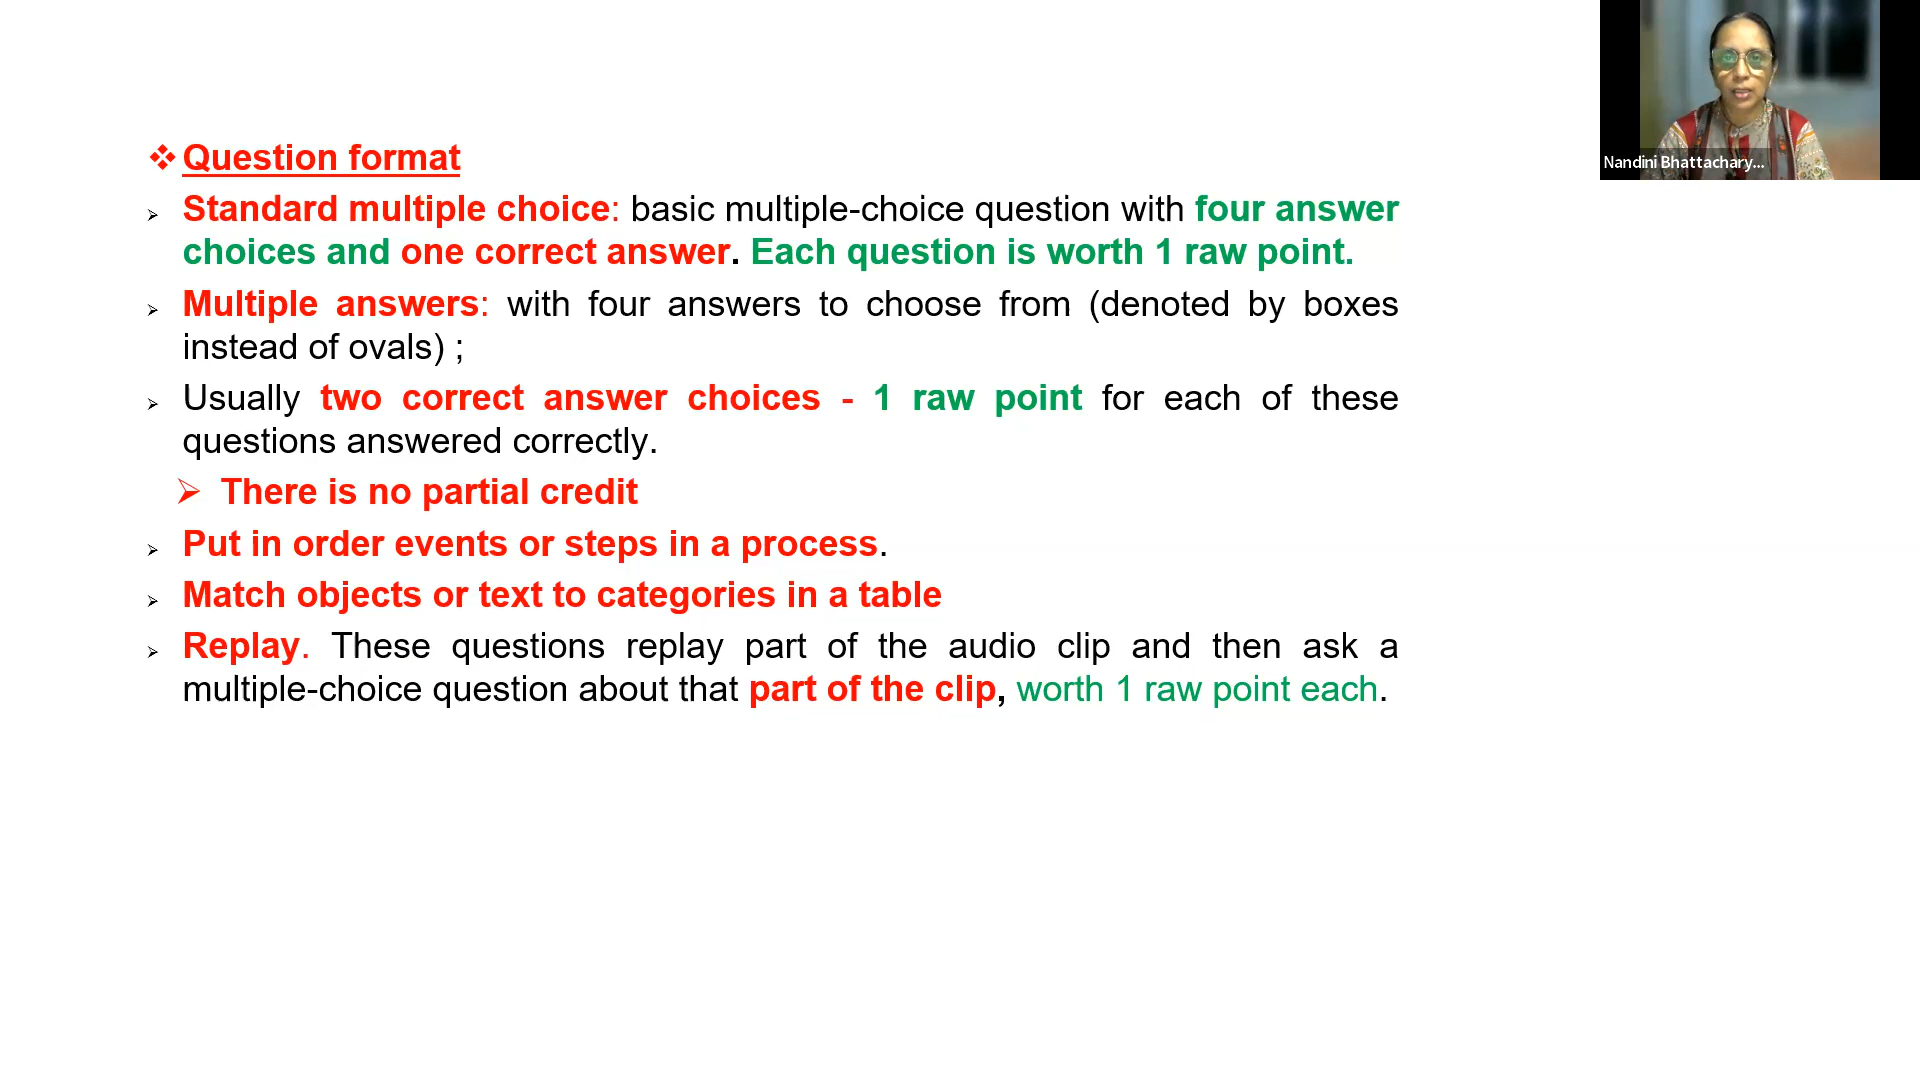 ❖ Question format
➢ Standard multiple choice: basic multiple-choice question with four answer
choices and one correct answer. Each question is worth 1 raw point.
➢ Multiple answers: with four answers to choose from (denoted by boxes
instead of ovals) ;
➢ Usually two correct answer choices - 1 raw point for each of these
questions answered correctly.
➢ There is no partial credit
➢ Put in order events or steps in a process.
➢ Match objects or text to categories in a table
➢ Replay. These questions replay part of the audio clip and then ask a
multiple-choice question about that part of the clip, worth 1 raw point each.
Nandini Bhattachary...